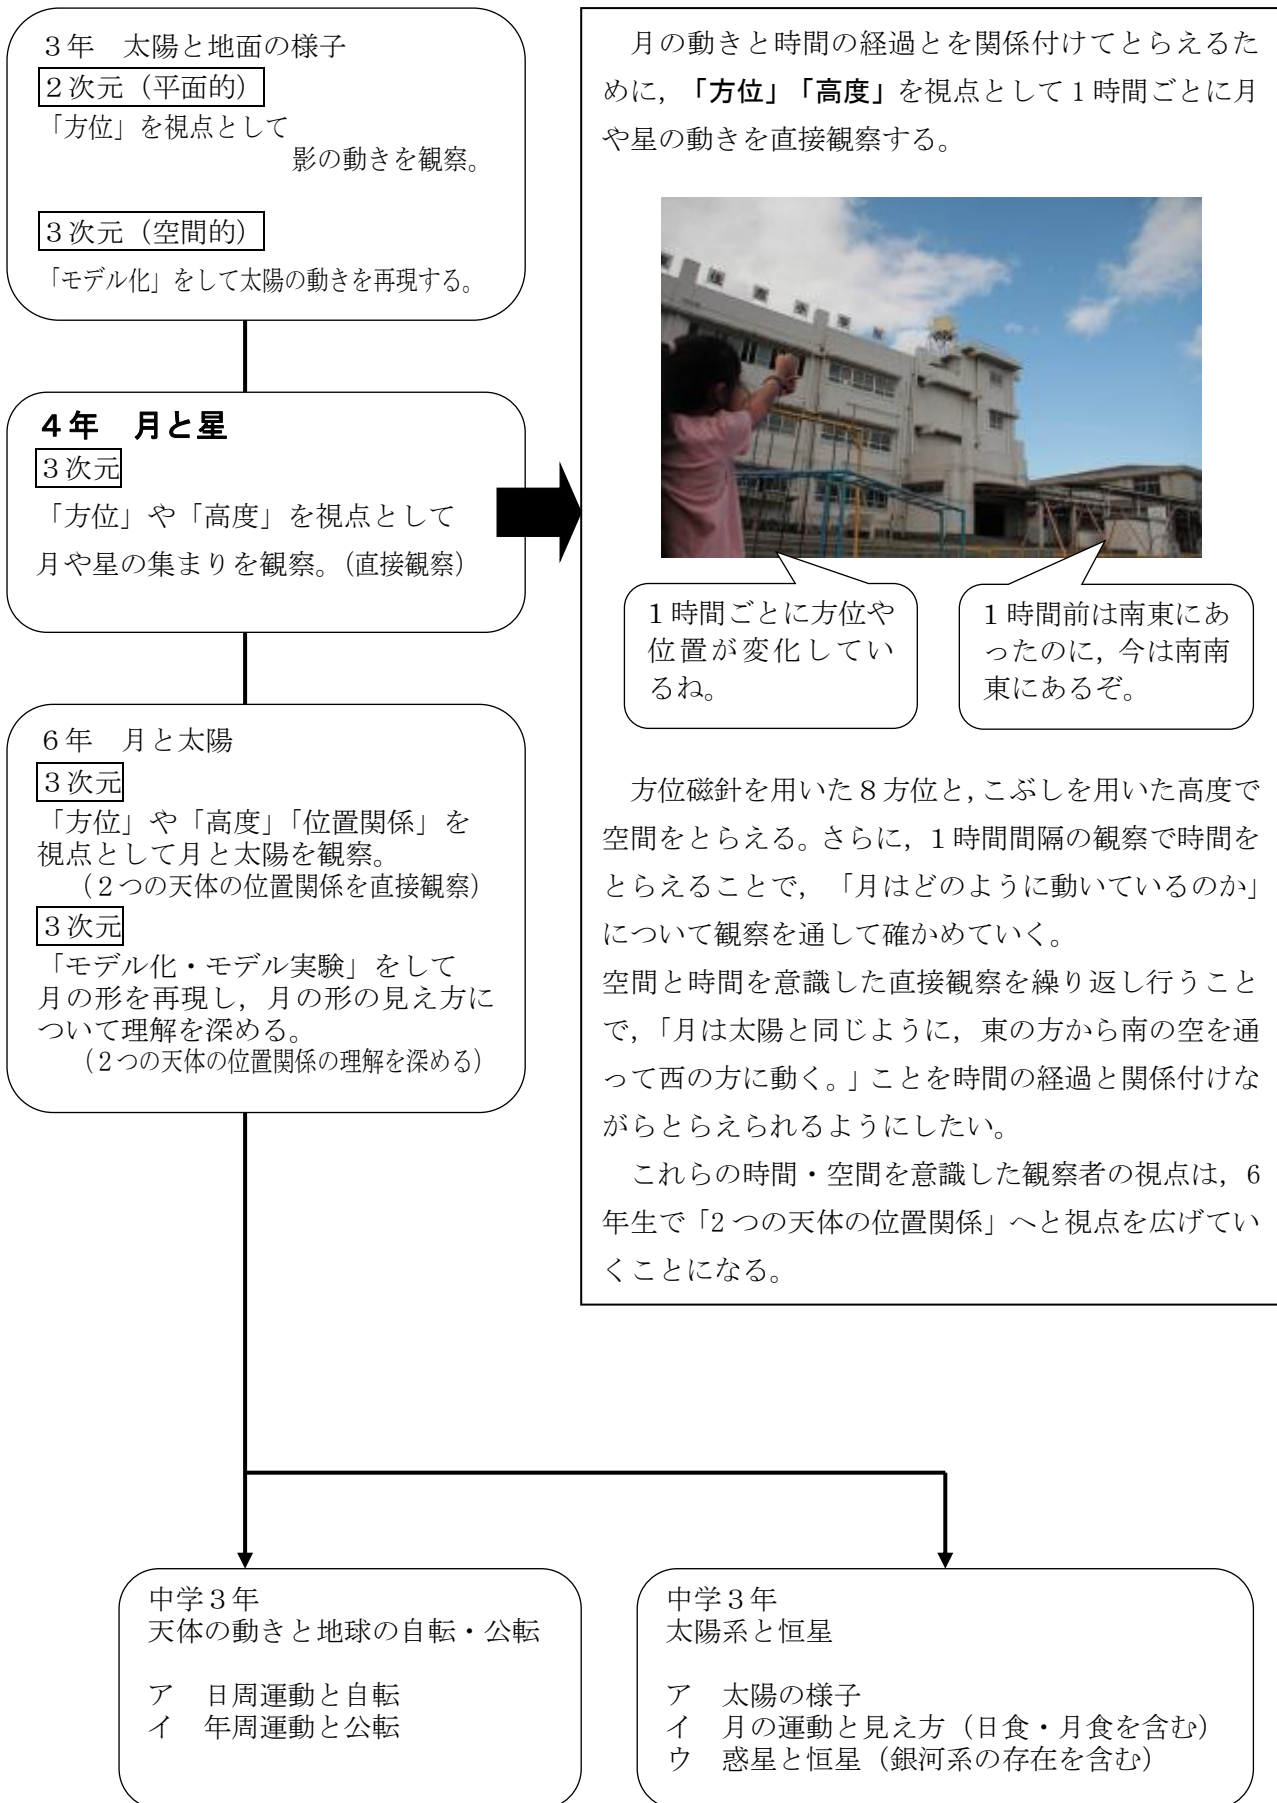 3年　太陽と地面の様子
2次元（平面的）
「方位」を視点として
影の動きを観察。
3次元（空間的）
「モデル化」をして太陽の動きを再現する。
4年　月と星
3次元
「方位」や「高度」を視点として
月や星の集まりを観察。（直接観察）
6年　月と太陽
3次元
「方位」や「高度」「位置関係」を
視点として月と太陽を観察。
（2つの天体の位置関係を直接観察）
3次元
「モデル化・モデル実験」をして
月の形を再現し，月の形の見え方に
ついて理解を深める。
（2つの天体の位置関係の理解を深める）
月の動きと時間の経過とを関係付けてとらえるた
めに，「方位」「高度」を視点として1時間ごとに月
や星の動きを直接観察する。
1時間ごとに方位や
位置が変化してい
るね。
1時間前は南東にあ
ったのに，今は南南
東にあるぞ。
方位磁針を用いた8方位と，こぶしを用いた高度で
空間をとらえる。さらに，1時間間隔の観察で時間を
とらえることで，「月はどのように動いているのか」
について観察を通して確かめていく。
空間と時間を意識した直接観察を繰り返し行うこと
で，「月は太陽と同じように，東の方から南の空を通
って西の方に動く。」ことを時間の経過と関係付けな
がらとらえられるようにしたい。
これらの時間・空間を意識した観察者の視点は，6
年生で「2つの天体の位置関係」へと視点を広げてい
くことになる。
中学3年
天体の動きと地球の自転・公転
ア　日周運動と自転
イ　年周運動と公転
中学3年
太陽系と恒星
ア　太陽の様子
イ　月の運動と見え方（日食・月食を含む）
ウ　惑星と恒星（銀河系の存在を含む）